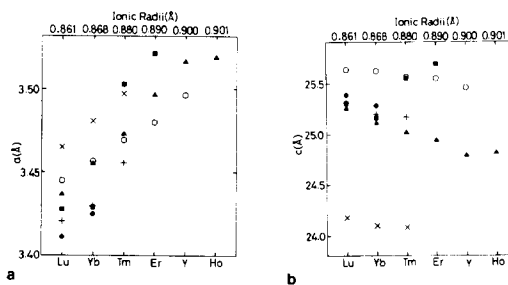 Ionic Radii(Å)
0.861 0.868 0.880 0.890 0.900 0.901
3.50
3.45
3.40
a(Å)
Lu Yb Tm Er Y Ho
a
Ionic Radii(Å)
0.861 0.868 0.880 0.890 0.900 0.901
25.5
25.0
24.5
24.0
c(Å)
Lu Yb Tm Er Y Ho
b